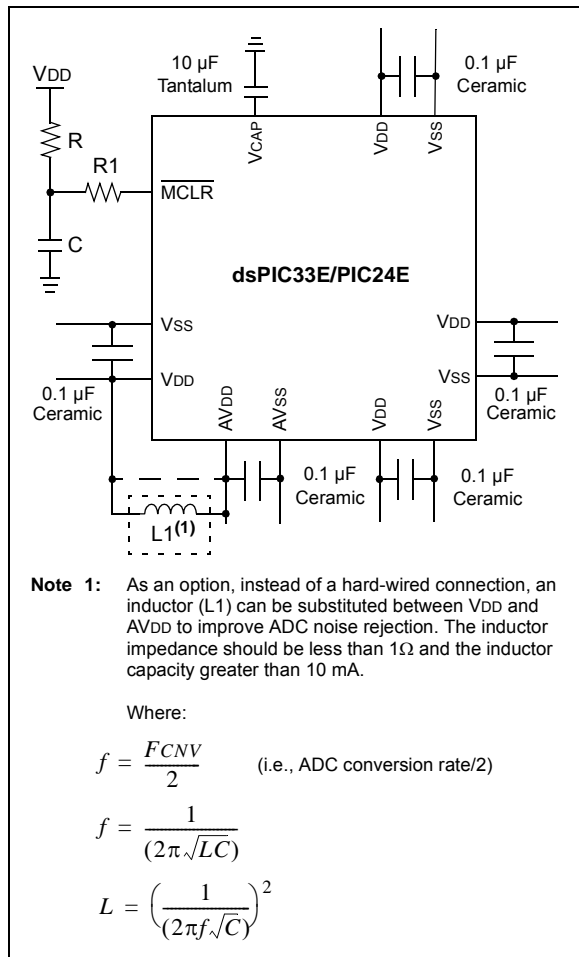 10 µF
Tantalum
0.1 µF
Ceramic
VDD
R
R1
C
VCAP
VDD
VSS
MCLR
dsPIC33E/PIC24E
VSS
VDD
VDD
VSS
0.1 µF
Ceramic
0.1 µF
Ceramic
AVDD
AVSS
VDD
VSS
0.1 µF
Ceramic
0.1 µF
Ceramic
L1(1)
Note 1: As an option, instead of a hard-wired connection, an
inductor (L1) can be substituted between VDD and
AVDD to improve ADC noise rejection. The inductor
impedance should be less than 1Ω and the inductor
capacity greater than 10 mA.
Where:
f = FCNV / 2 (i.e., ADC conversion rate/2)
f = 1 / (2π√LC)
L = (1 / (2πf√C))²